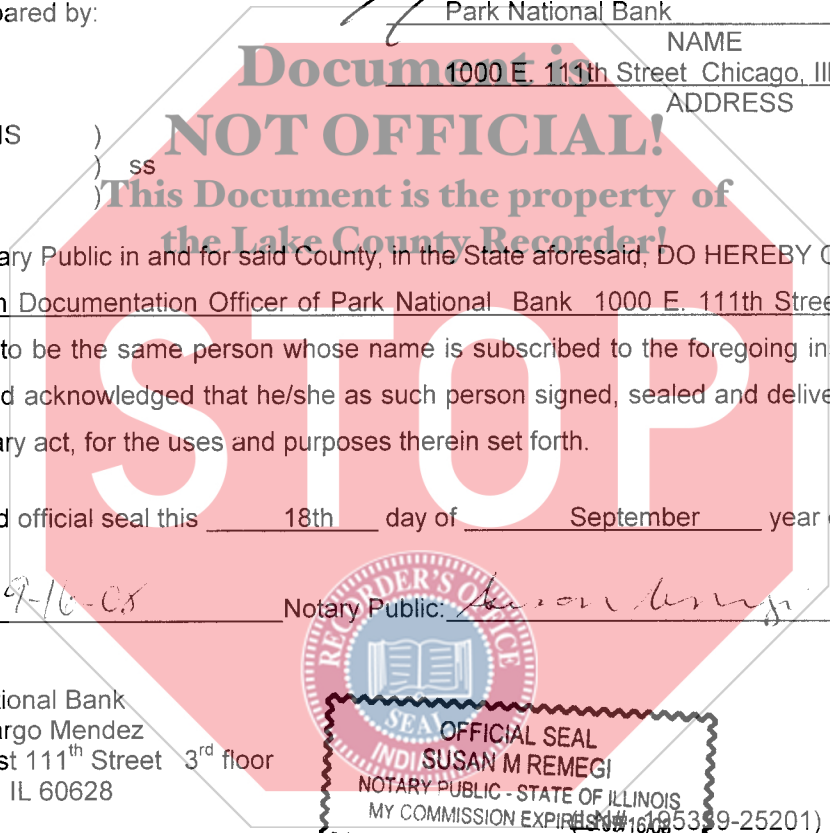 pared by:
Park National Bank
NAME
1000 E. 111th Street Chicago, Ill
ADDRESS
Document is
NOT OFFICIAL!
This Document is the property of
the Lake County Recorder!
IS )
) ss
)
ary Public in and for said County, in the State aforesaid, DO HEREBY C
n Documentation Officer of Park National Bank 1000 E. 111th Stree
to be the same person whose name is subscribed to the foregoing in
d acknowledged that he/she as such person signed, sealed and delive
ary act, for the uses and purposes therein set forth.
STOP
d official seal this 18th day of September year
9-16-08 Notary Public:
RECORDER'S OFFICE
SEAL
INDIANA
tional Bank
argo Mendez
st 111th Street 3rd floor
IL 60628
OFFICIAL SEAL
SUSAN M REMEGI
NOTARY PUBLIC - STATE OF ILLINOIS
MY COMMISSION EXPIRES
195339-25201)